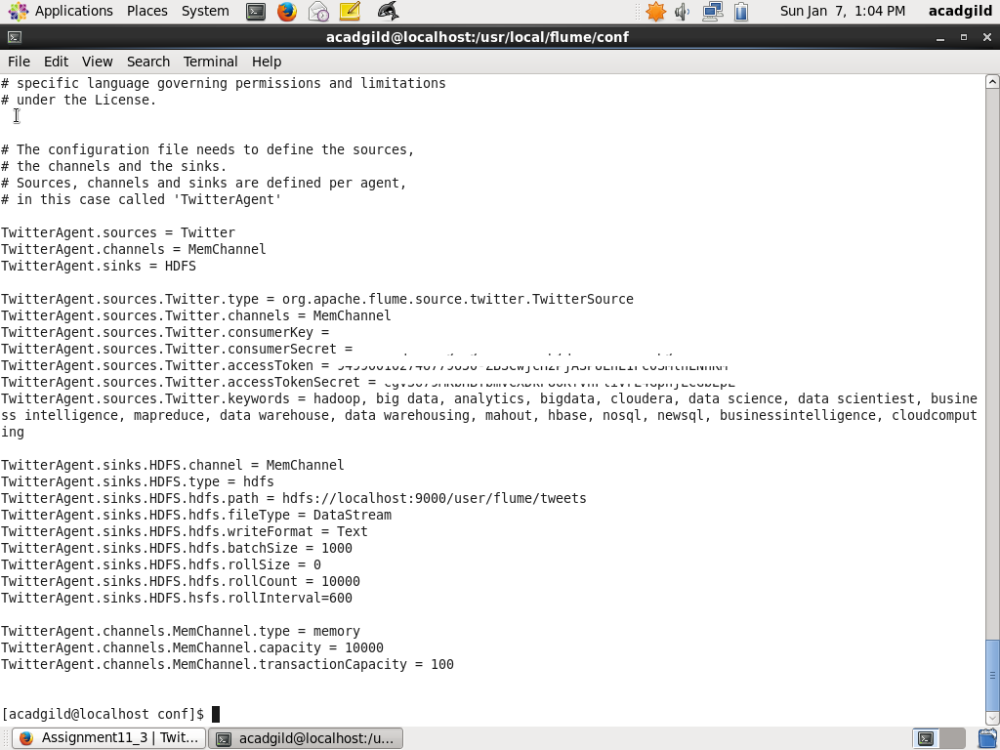 Applications Places System
Sun Jan 7, 1:04 PM acadgild
acadgild@localhost:/usr/local/flume/conf
File Edit View Search Terminal Help
# specific language governing permissions and limitations
# under the License.
# The configuration file needs to define the sources,
# the channels and the sinks.
# Sources, channels and sinks are defined per agent,
# in this case called 'TwitterAgent'
TwitterAgent.sources = Twitter
TwitterAgent.channels = MemChannel
TwitterAgent.sinks = HDFS
TwitterAgent.sources.Twitter.type = org.apache.flume.source.twitter.TwitterSource
TwitterAgent.sources.Twitter.channels = MemChannel
TwitterAgent.sources.Twitter.consumerKey =
TwitterAgent.sources.Twitter.consumerSecret =
TwitterAgent.sources.Twitter.accessToken =
TwitterAgent.sources.Twitter.accessTokenSecret =
TwitterAgent.sources.Twitter.keywords = hadoop, big data, analytics, bigdata, cloudera, data science, data scientiest, busine
ss intelligence, mapreduce, data warehouse, data warehousing, mahout, hbase, nosql, newsql, businessintelligence, cloudcomput
ing
TwitterAgent.sinks.HDFS.channel = MemChannel
TwitterAgent.sinks.HDFS.type = hdfs
TwitterAgent.sinks.HDFS.hdfs.path = hdfs://localhost:9000/user/flume/tweets
TwitterAgent.sinks.HDFS.hdfs.fileType = DataStream
TwitterAgent.sinks.HDFS.hdfs.writeFormat = Text
TwitterAgent.sinks.HDFS.hdfs.batchSize = 1000
TwitterAgent.sinks.HDFS.hdfs.rollSize = 0
TwitterAgent.sinks.HDFS.hdfs.rollCount = 10000
TwitterAgent.sinks.HDFS.hsfs.rollInterval=600
TwitterAgent.channels.MemChannel.type = memory
TwitterAgent.channels.MemChannel.capacity = 10000
TwitterAgent.channels.MemChannel.transactionCapacity = 100
[acadgild@localhost conf]$
Assignment11_3 | Twit...
acadgild@localhost:/u...